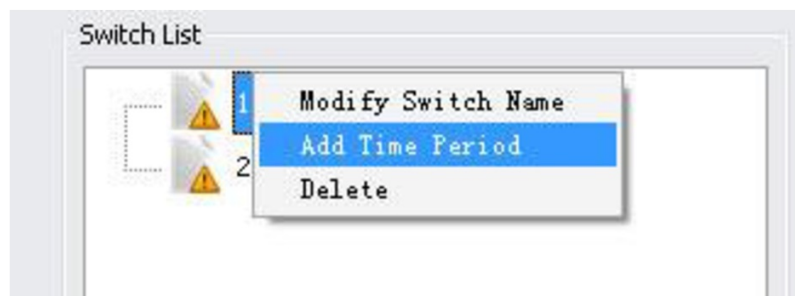 Switch List
1
Modify Switch Name
Add Time Period
2
Delete